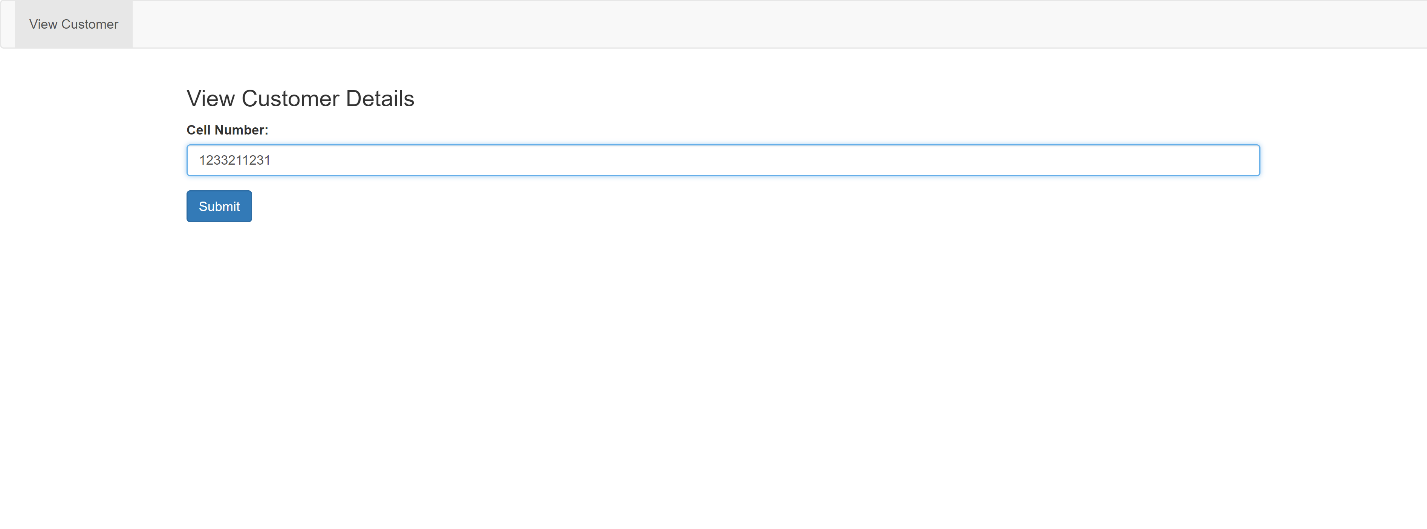 View Customer
View Customer Details
Cell Number:
1233211231
Submit